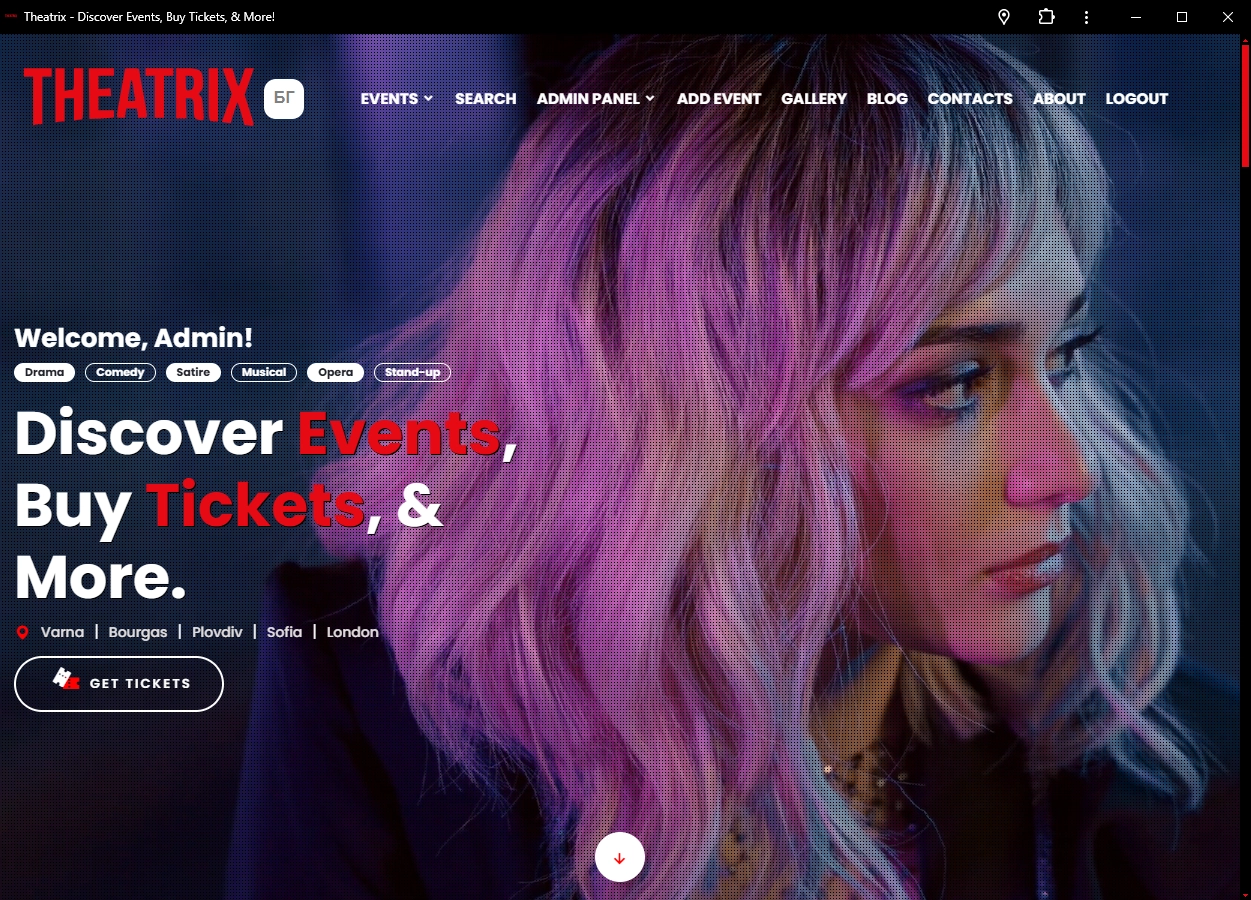 Theatrix - Discover Events, Buy Tickets, & More!
THEATRIX БГ EVENTS SEARCH ADMIN PANEL ADD EVENT GALLERY BLOG CONTACTS ABOUT LOGOUT
Welcome, Admin!
Drama Comedy Satire Musical Opera Stand-up
Discover Events,
Buy Tickets, &
More.
Varna | Bourgas | Plovdiv | Sofia | London
GET TICKETS